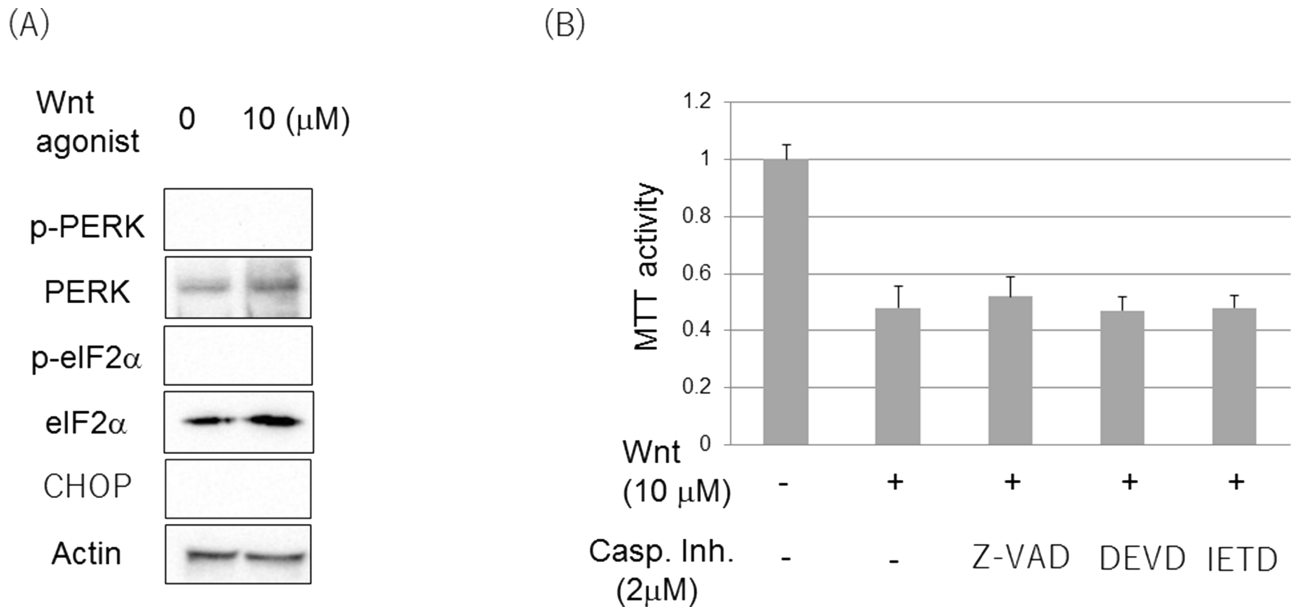 (A)
Wnt agonist 0 10 (μM)
p-PERK
PERK
p-eIF2α
eIF2α
CHOP
Actin
(B)
MTT activity
1.2
1
0.8
0.6
0.4
0.2
0
Wnt
(10 μM) - + + + +
Casp. Inh.
(2μM) - - Z-VAD DEVD IETD